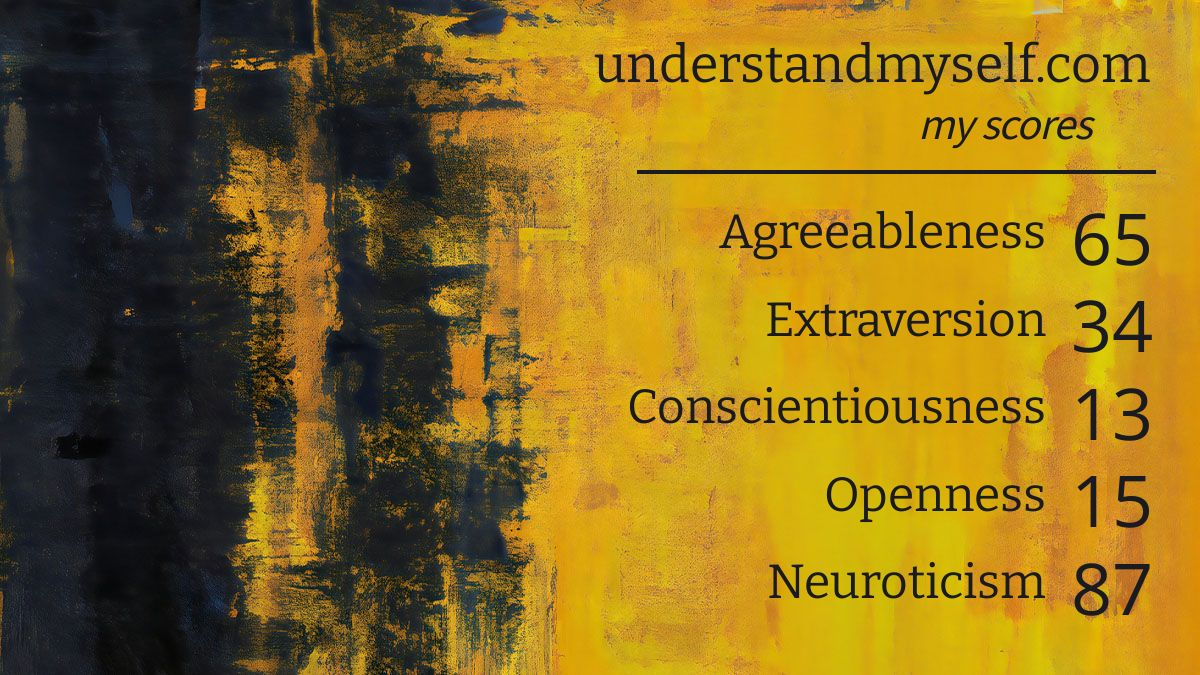 understandmyself.com
my scores
Agreeableness 65
Extraversion 34
Conscientiousness 13
Openness 15
Neuroticism 87